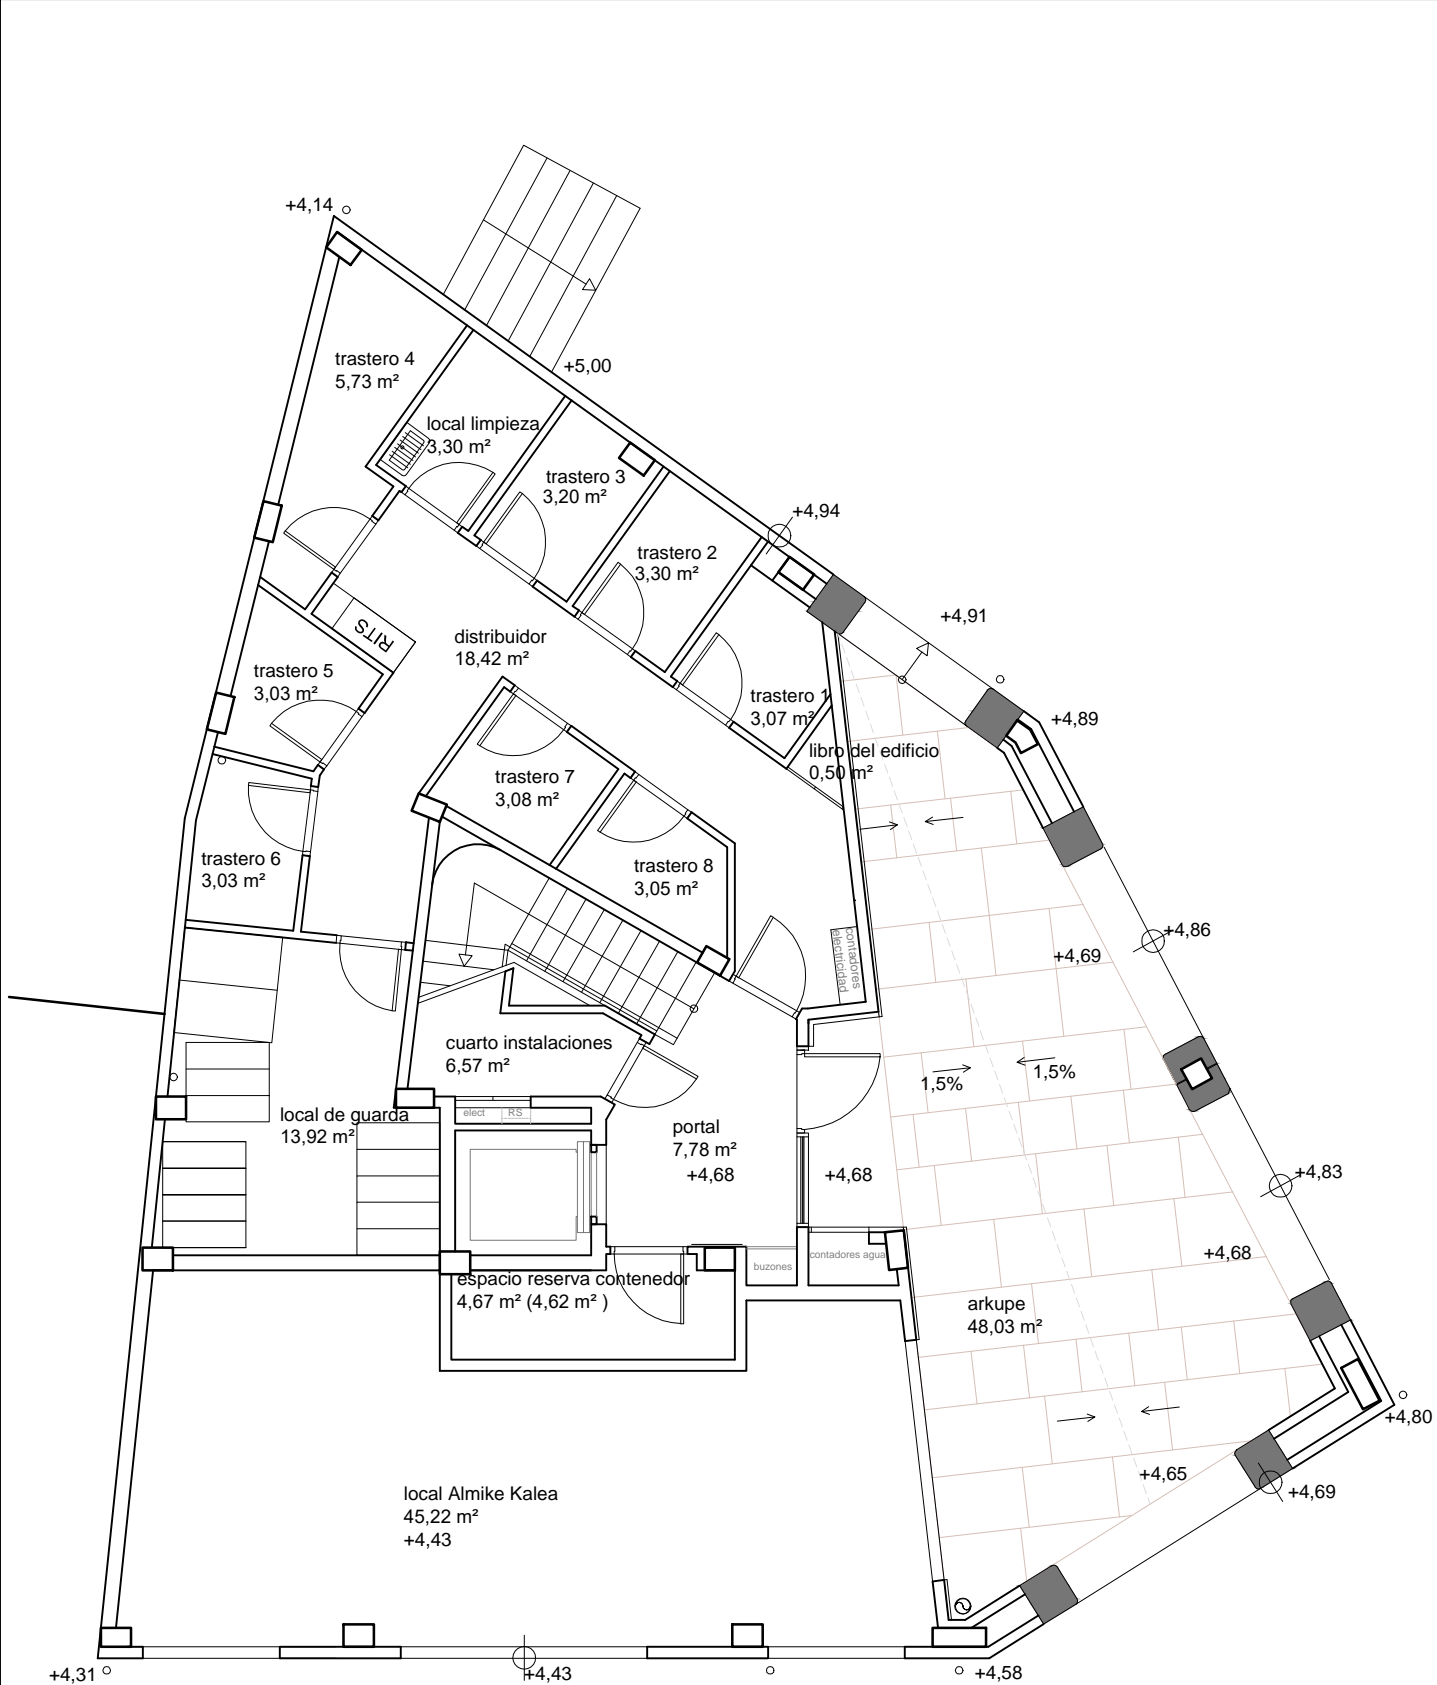 +4,14
trastero 4
5,73 m²
+5,00
local limpieza
3,30 m²
trastero 3
3,20 m²
+4,94
trastero 2
3,30 m²
+4,91
RITS
distribuidor
18,42 m²
trastero 5
3,03 m²
trastero 1
3,07 m²
+4,89
libro del edificio
0,50 m²
trastero 7
3,08 m²
trastero 6
3,03 m²
trastero 8
3,05 m²
contadores
electricidad
+4,86
+4,69
cuarto instalaciones
6,57 m²
1,5%
1,5%
elect
RS
local de guarda
13,92 m²
portal
7,78 m²
+4,68
+4,68
+4,83
+4,68
contadores agua
buzones
espacio reserva contenedor
4,67 m² (4,62 m² )
arkupe
48,03 m²
+4,80
+4,65
+4,69
local Almike Kalea
45,22 m²
+4,43
+4,31
+4,43
+4,58